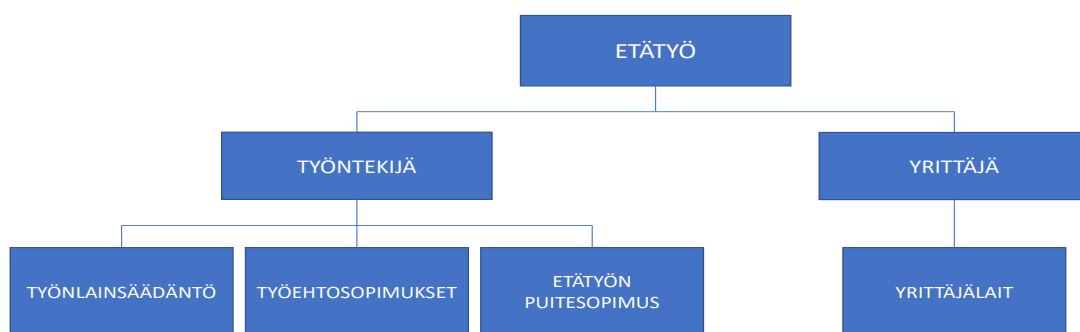 ETÄTYÖ
TYÖNTEKIJÄ
YRITTÄJÄ
TYÖNLAINSÄÄDÄNTÖ
TYÖEHTOSOPIMUKSET
ETÄTYÖN
PUITESOPIMUS
YRITTÄJÄLAIT